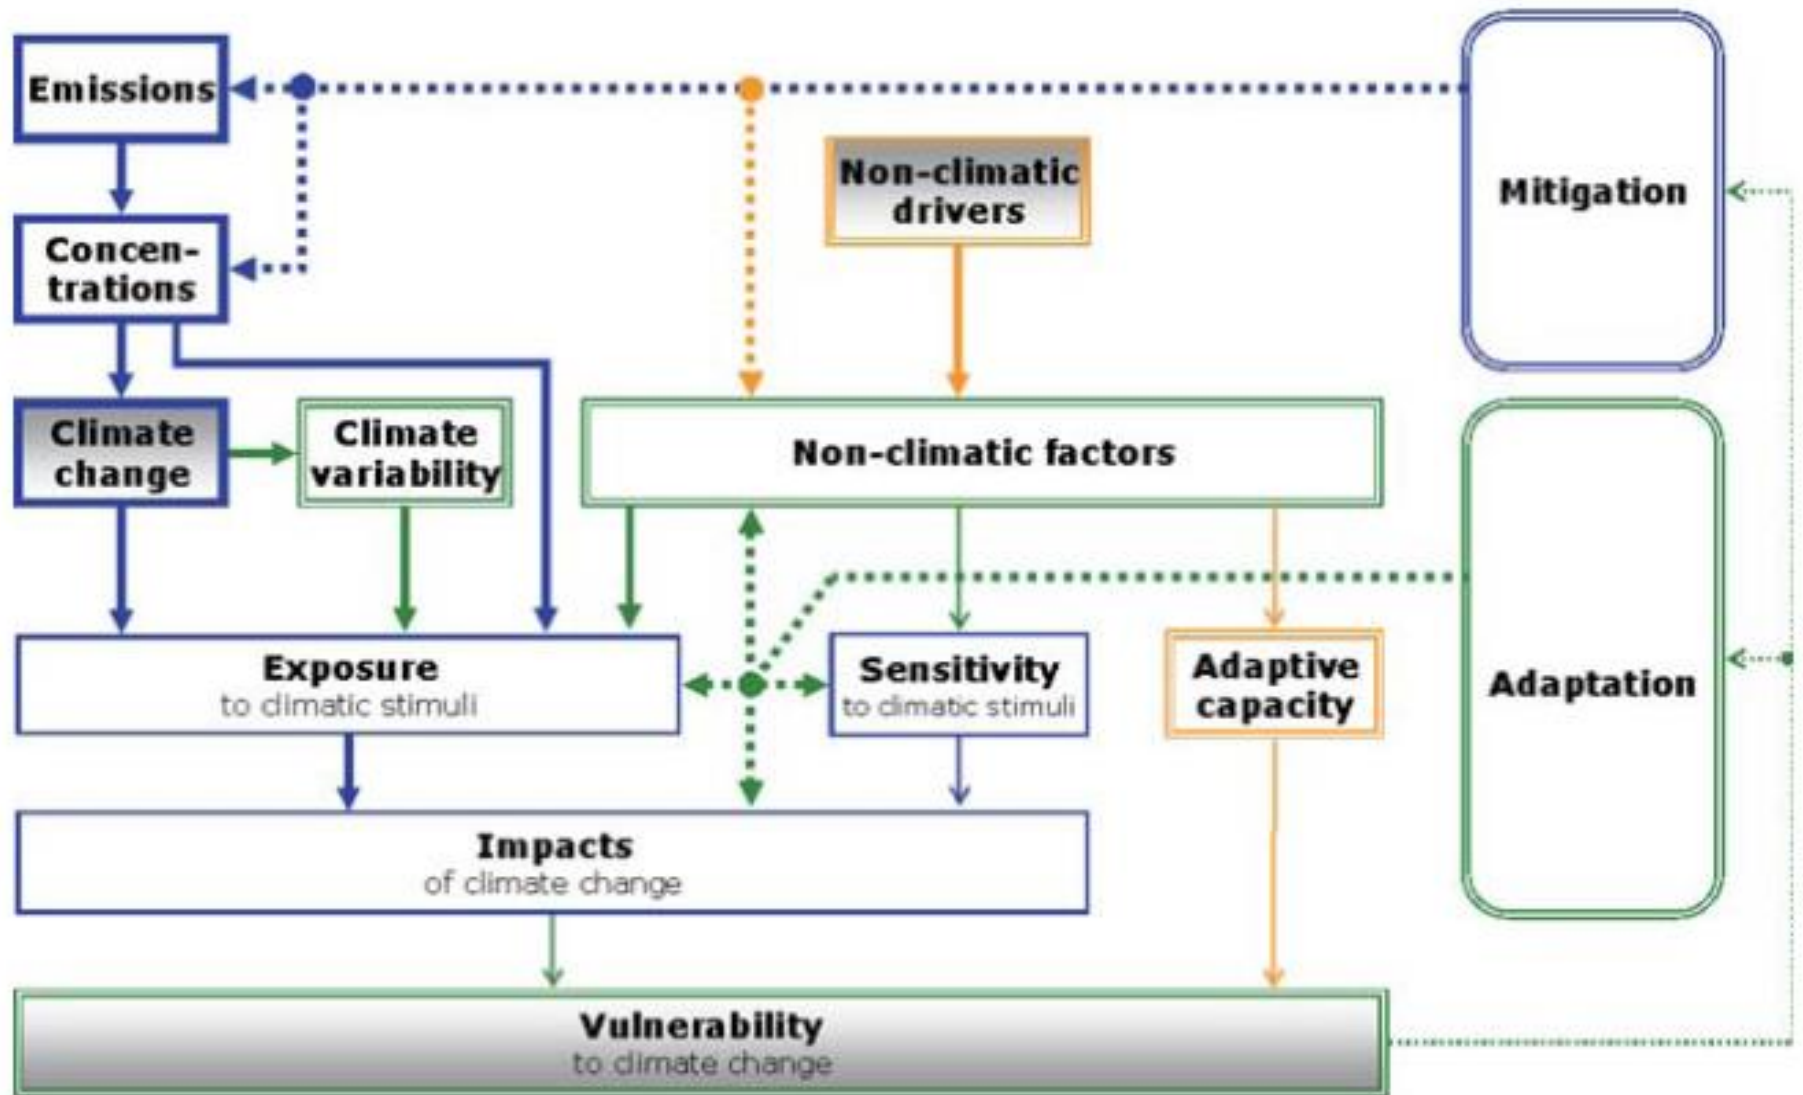 Emissions
Non-climatic
drivers
Mitigation
Concen-
trations
Climate
change
Climate
variability
Non-climatic factors
Exposure
to climatic stimuli
Sensitivity
to climatic stimuli
Adaptive
capacity
Adaptation
Impacts
of climate change
Vulnerability
to climate change